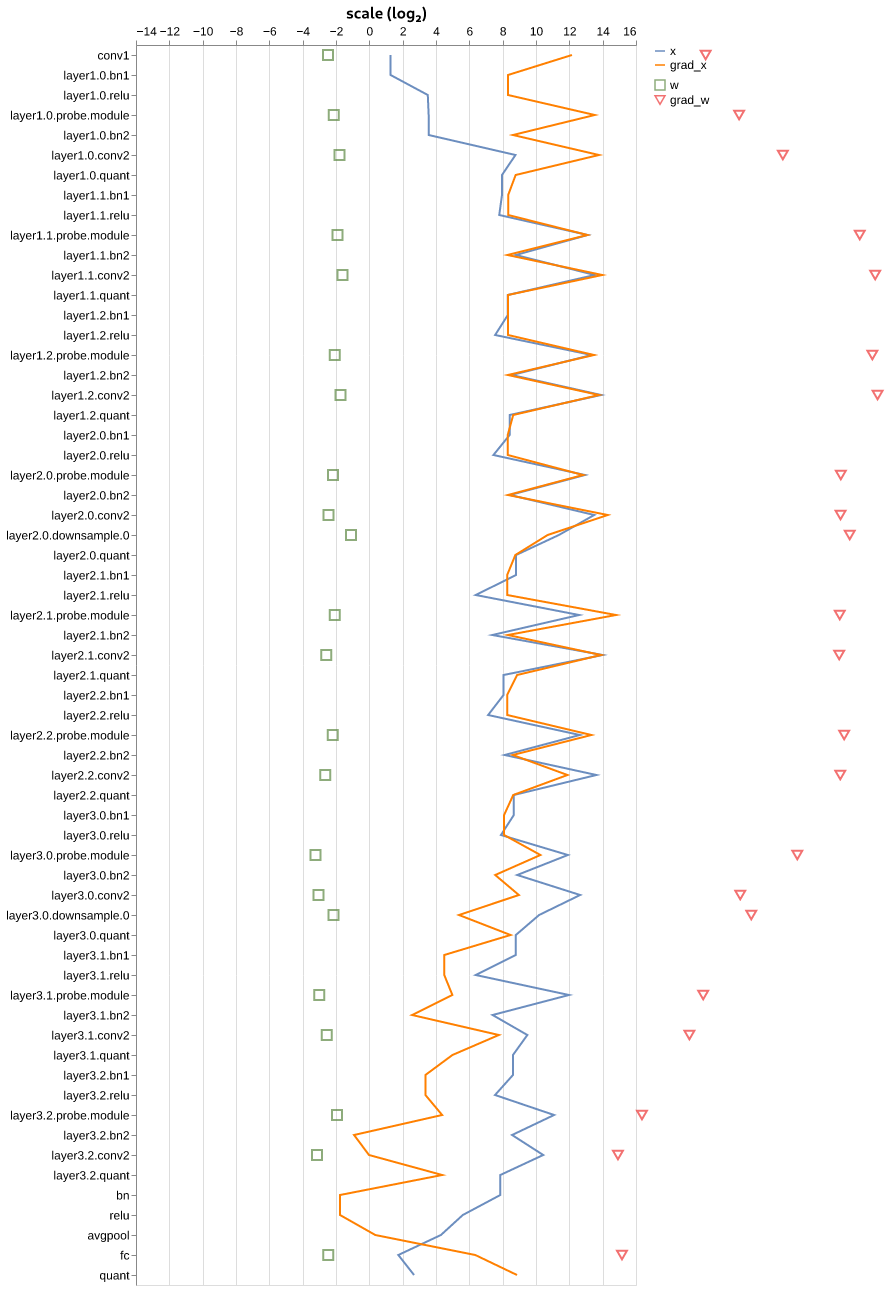 scale (log₂)
−14 −12 −10 −8 −6 −4 −2 0 2 4 6 8 10 12 14 16
conv1
layer1.0.bn1
layer1.0.relu
layer1.0.probe.module
layer1.0.bn2
layer1.0.conv2
layer1.0.quant
layer1.1.bn1
layer1.1.relu
layer1.1.probe.module
layer1.1.bn2
layer1.1.conv2
layer1.1.quant
layer1.2.bn1
layer1.2.relu
layer1.2.probe.module
layer1.2.bn2
layer1.2.conv2
layer1.2.quant
layer2.0.bn1
layer2.0.relu
layer2.0.probe.module
layer2.0.bn2
layer2.0.conv2
layer2.0.downsample.0
layer2.0.quant
layer2.1.bn1
layer2.1.relu
layer2.1.probe.module
layer2.1.bn2
layer2.1.conv2
layer2.1.quant
layer2.2.bn1
layer2.2.relu
layer2.2.probe.module
layer2.2.bn2
layer2.2.conv2
layer2.2.quant
layer3.0.bn1
layer3.0.relu
layer3.0.probe.module
layer3.0.bn2
layer3.0.conv2
layer3.0.downsample.0
layer3.0.quant
layer3.1.bn1
layer3.1.relu
layer3.1.probe.module
layer3.1.bn2
layer3.1.conv2
layer3.1.quant
layer3.2.bn1
layer3.2.relu
layer3.2.probe.module
layer3.2.bn2
layer3.2.conv2
layer3.2.quant
bn
relu
avgpool
fc
quant
x
grad_x
w
grad_w